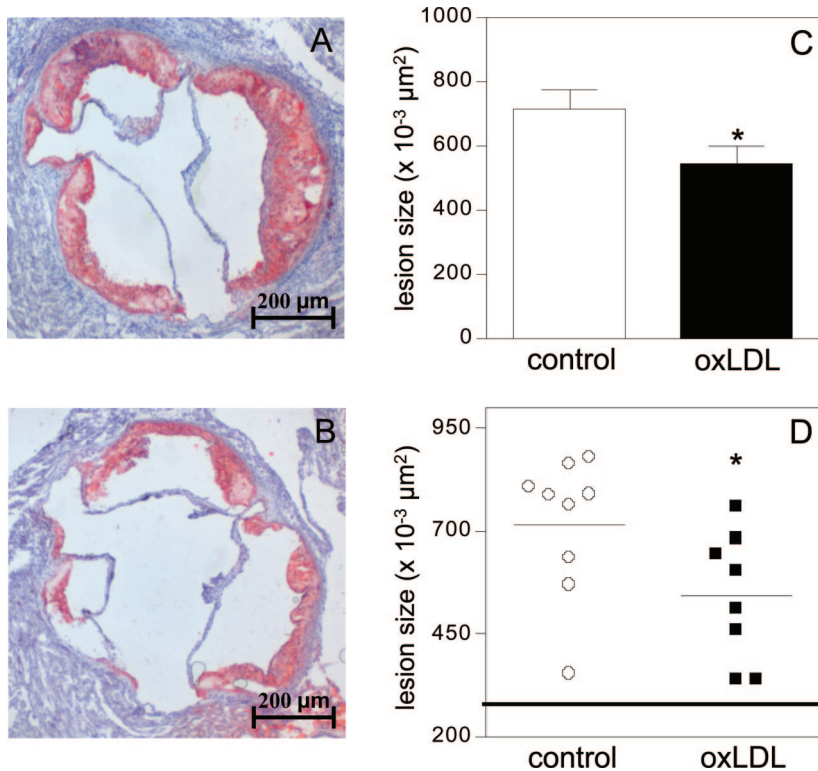 A
200 µm
C
lesion size (x 10⁻³ µm²)
1000
800
600
400
200
0
*
control
oxLDL
B
200 µm
D
lesion size (x 10⁻³ µm²)
950
700
450
200
*
control
oxLDL